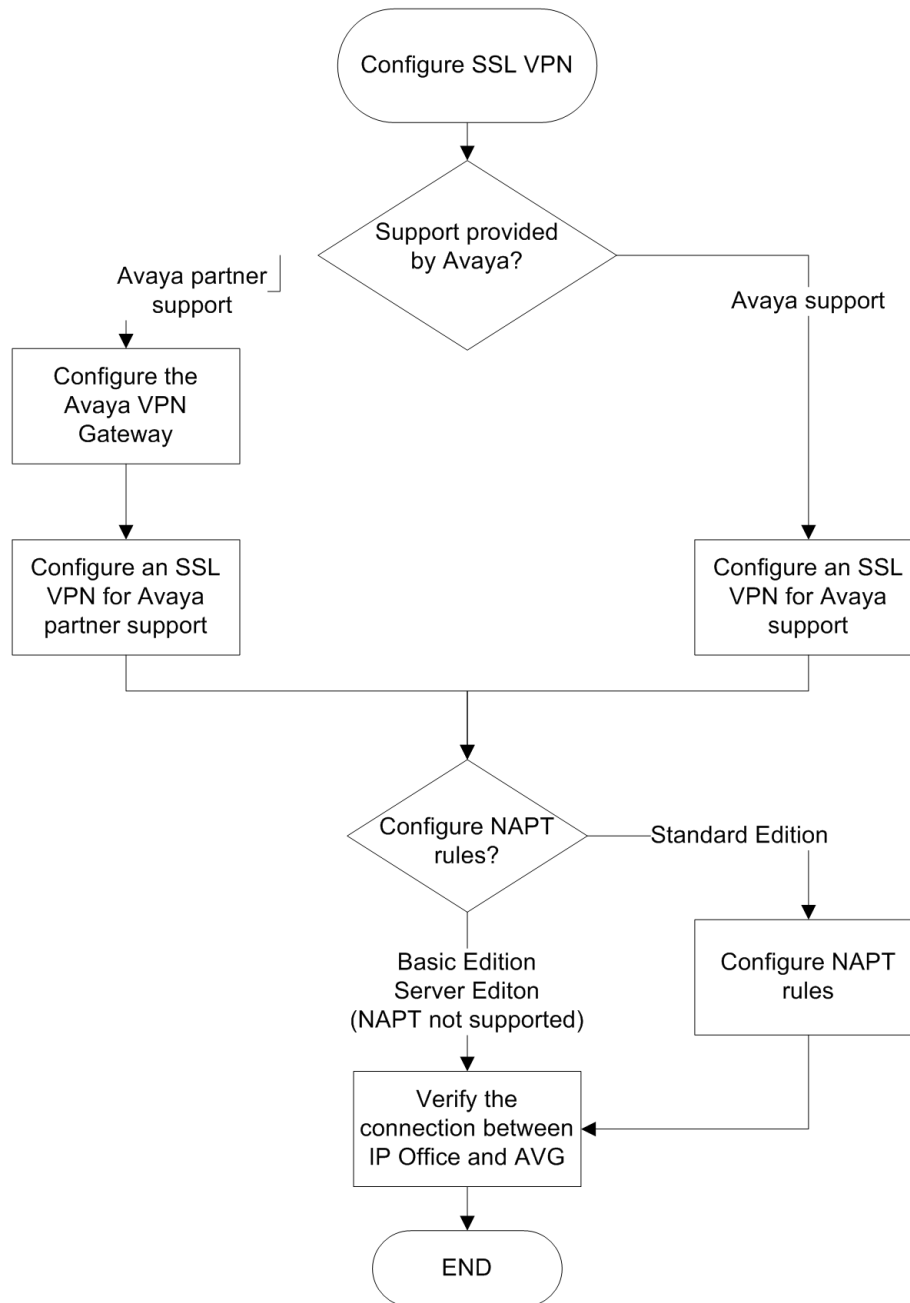 Configure SSL VPN
Support provided
by Avaya?
Avaya partner
support
Avaya support
Configure the
Avaya VPN
Gateway
Configure an SSL
VPN for Avaya
partner support
Configure an SSL
VPN for Avaya
support
Configure NAPT
rules?
Standard Edition
Basic Edition
Server Editon
(NAPT not supported)
Configure NAPT
rules
Verify the
connection between
IP Office and AVG
END